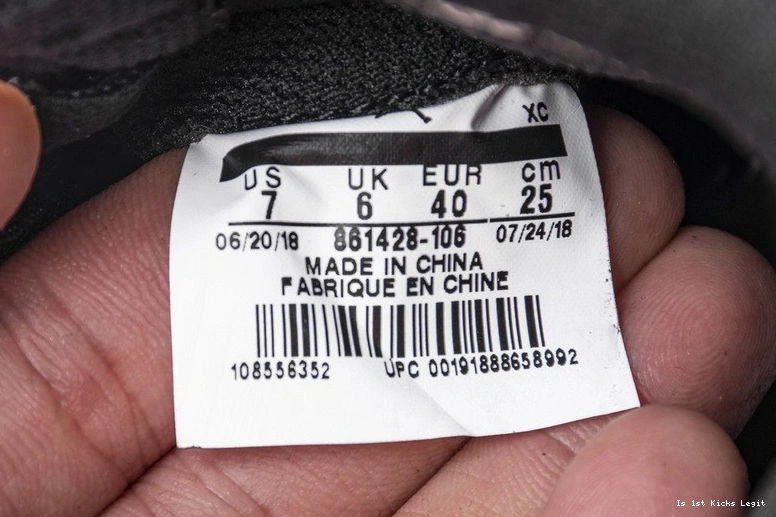 XC
US UK EUR cm
7 6 40 25
06/20/18 861428-106 07/24/18
MADE IN CHINA
FABRIQUE EN CHINE
108556352 UPC 00191888658992
Is 1st Kicks Legit